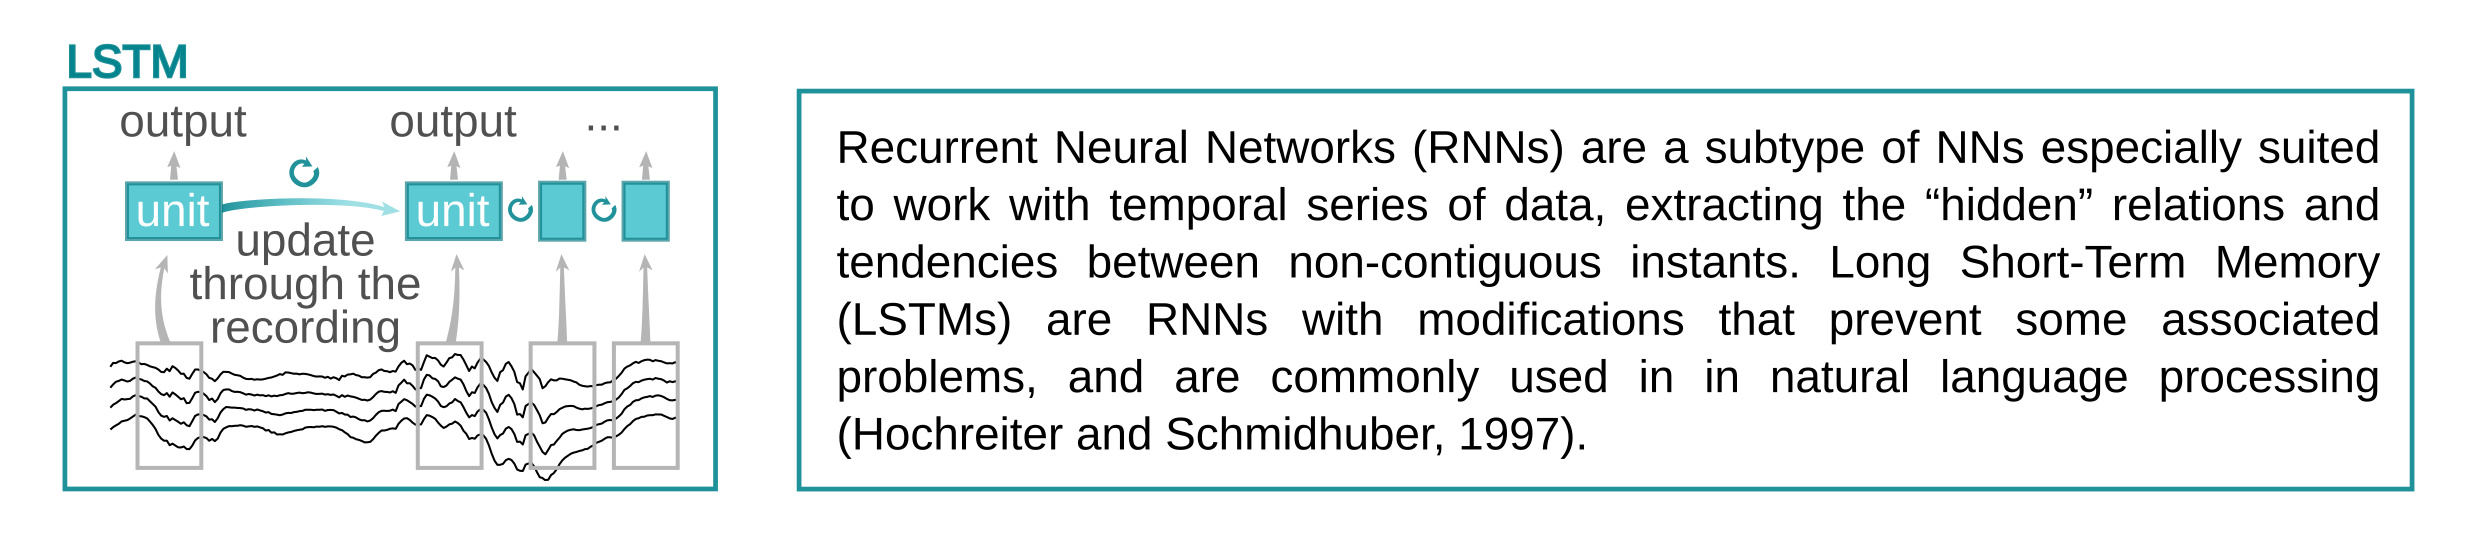 LSTM
output output ...
unit unit
update
through the
recording
Recurrent Neural Networks (RNNs) are a subtype of NNs especially suited
to work with temporal series of data, extracting the “hidden” relations and
tendencies between non-contiguous instants. Long Short-Term Memory
(LSTMs) are RNNs with modifications that prevent some associated
problems, and are commonly used in in natural language processing
(Hochreiter and Schmidhuber, 1997).